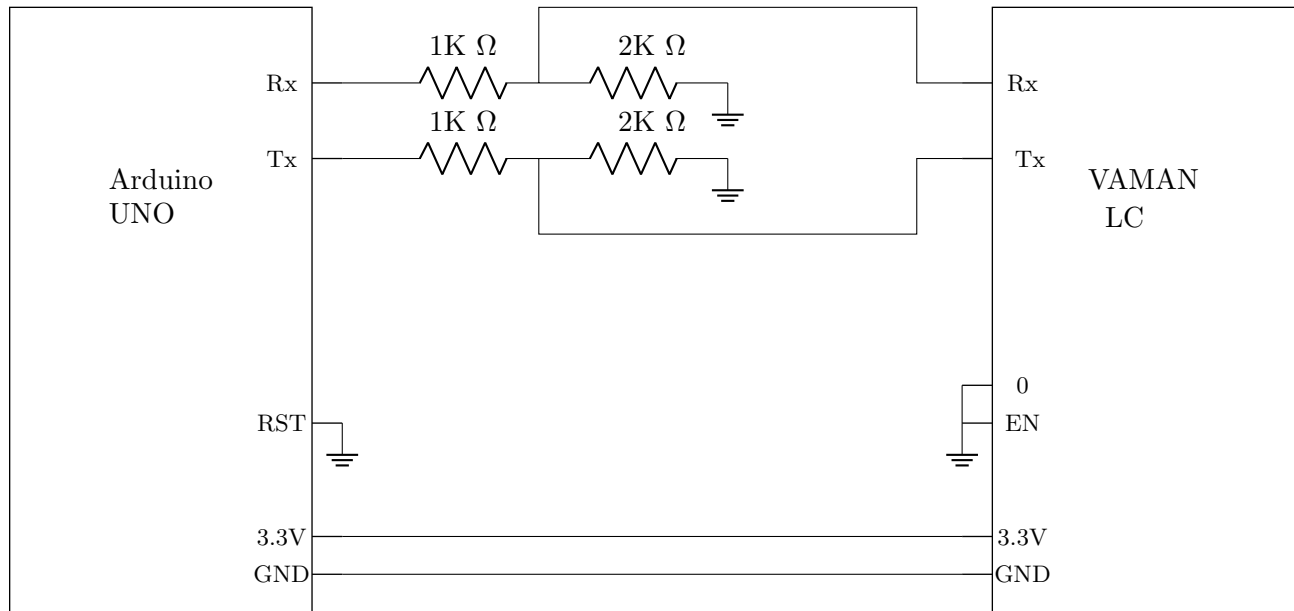 1K Ω
2K Ω
Rx
Rx
1K Ω
2K Ω
Tx
Tx
Arduino
UNO
VAMAN
LC
0
RST
EN
3.3V
3.3V
GND
GND